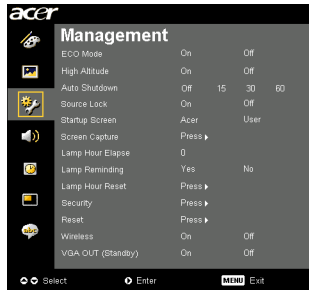 acer
Management
ECO Mode On Off
High Altitude On Off
Auto Shutdown Off 15 30 60
Source Lock On Off
Startup Screen Acer User
Screen Capture Press
Lamp Hour Elapse 0
Lamp Reminding Yes No
Lamp Hour Reset Press
Security Press
Reset Press
Wireless On Off
VGA OUT (Standby) On Off
abc
Select Enter MENU Exit